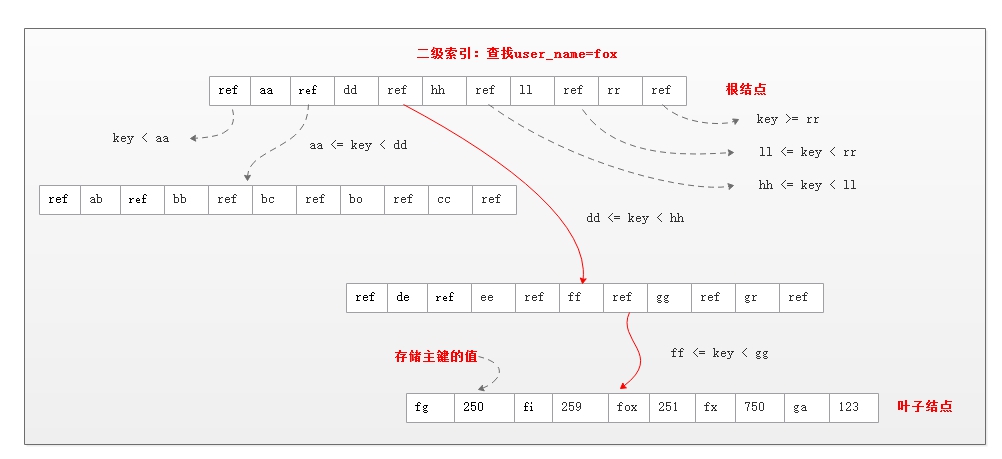 二级索引：查找user_name=fox
ref aa ref dd ref hh ref ll ref rr ref
根结点
key < aa
aa <= key < dd
key >= rr
ll <= key < rr
hh <= key < ll
ref ab ref bb ref bc ref bo ref cc ref
dd <= key < hh
ref de ref ee ref ff ref gg ref gr ref
存储主键的值
ff <= key < gg
fg 250 fi 259 fox 251 fx 750 ga 123
叶子结点